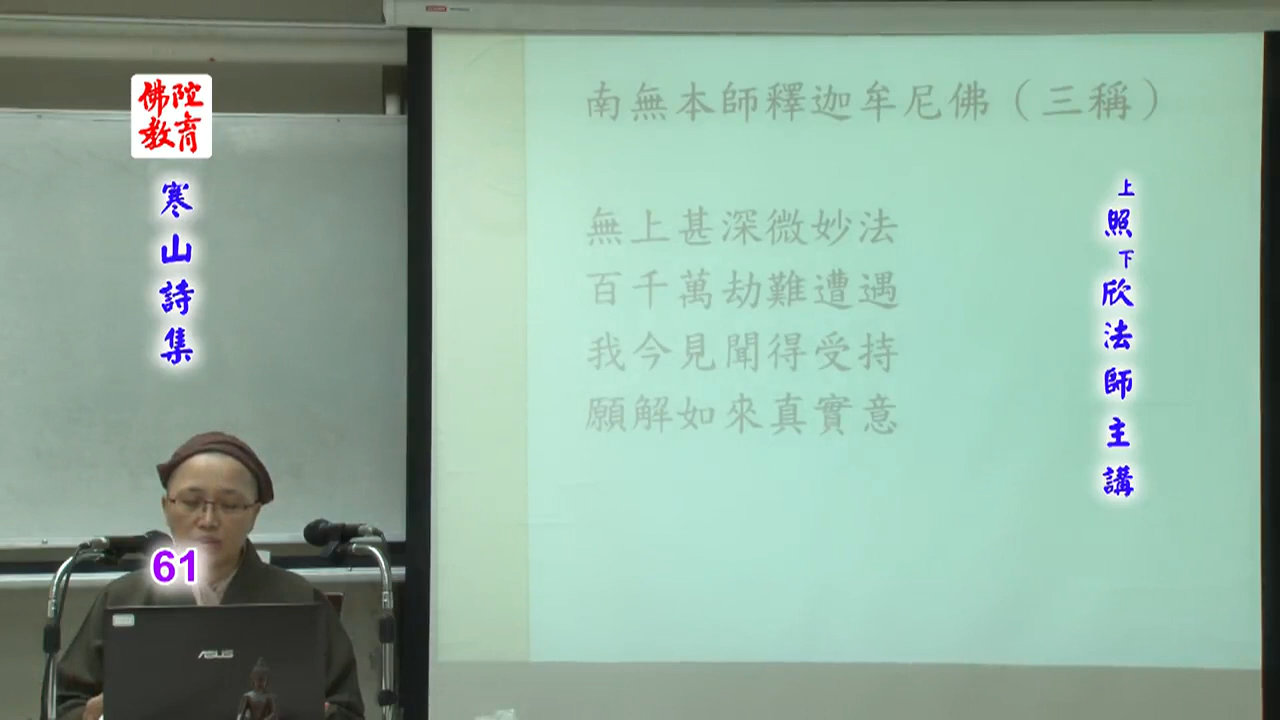 佛陀
教育
寒山詩集
61
南無本師釋迦牟尼佛（三稱）
無上甚深微妙法
百千萬劫難遭遇
我今見聞得受持
願解如來真實意
上照下欣法師主講
ASUS